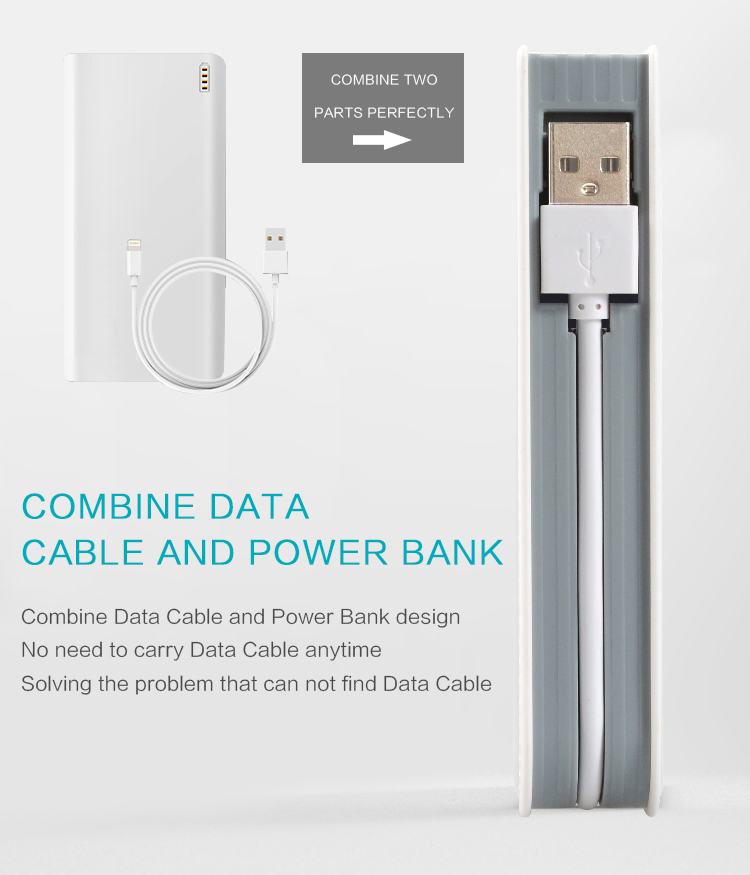 COMBINE TWO
PARTS PERFECTLY
COMBINE DATA
CABLE AND POWER BANK
Combine Data Cable and Power Bank design
No need to carry Data Cable anytime
Solving the problem that can not find Data Cable